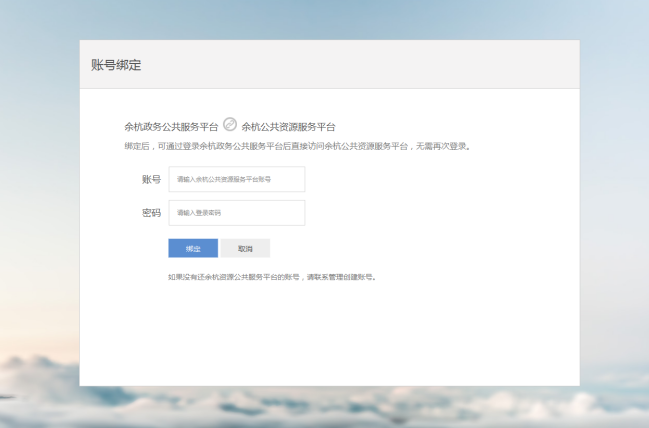 账号绑定
余杭政务公共服务平台 余杭公共资源服务平台
绑定后，可通过登录余杭政务公共服务平台后直接访问余杭公共资源服务平台，无需再次登录。
账号 请输入余杭公共资源服务平台账号
密码 请输入登录密码
绑定 取消
如果没有还余杭资源公共服务平台的账号，请联系管理创建账号。